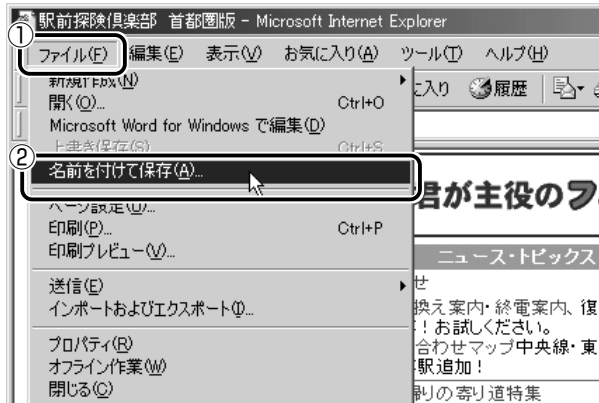 駅前探険倶楽部 首都圏版 - Microsoft Internet Explorer
①
ファイル(F) 編集(E) 表示(V) お気に入り(A) ツール(T) ヘルプ(H)
新規作成(N)
に入り 履歴
開く(O)... Ctrl+O
Microsoft Word for Windows で編集(D)
上書き保存(S) Ctrl+S
②
名前を付けて保存(A)...
君が主役の
ページ設定(U)...
印刷(P)... Ctrl+P
印刷プレビュー(V)...
ニュース・トピックス
送信(E)
せ
インポートおよびエクスポート(I)...
換え案内・終電案内、復
!お試しください。
プロパティ(R)
合わせマップ中央線・東
オフライン作業(W)
駅追加!
閉じる(C)
帰りの寄り道特集